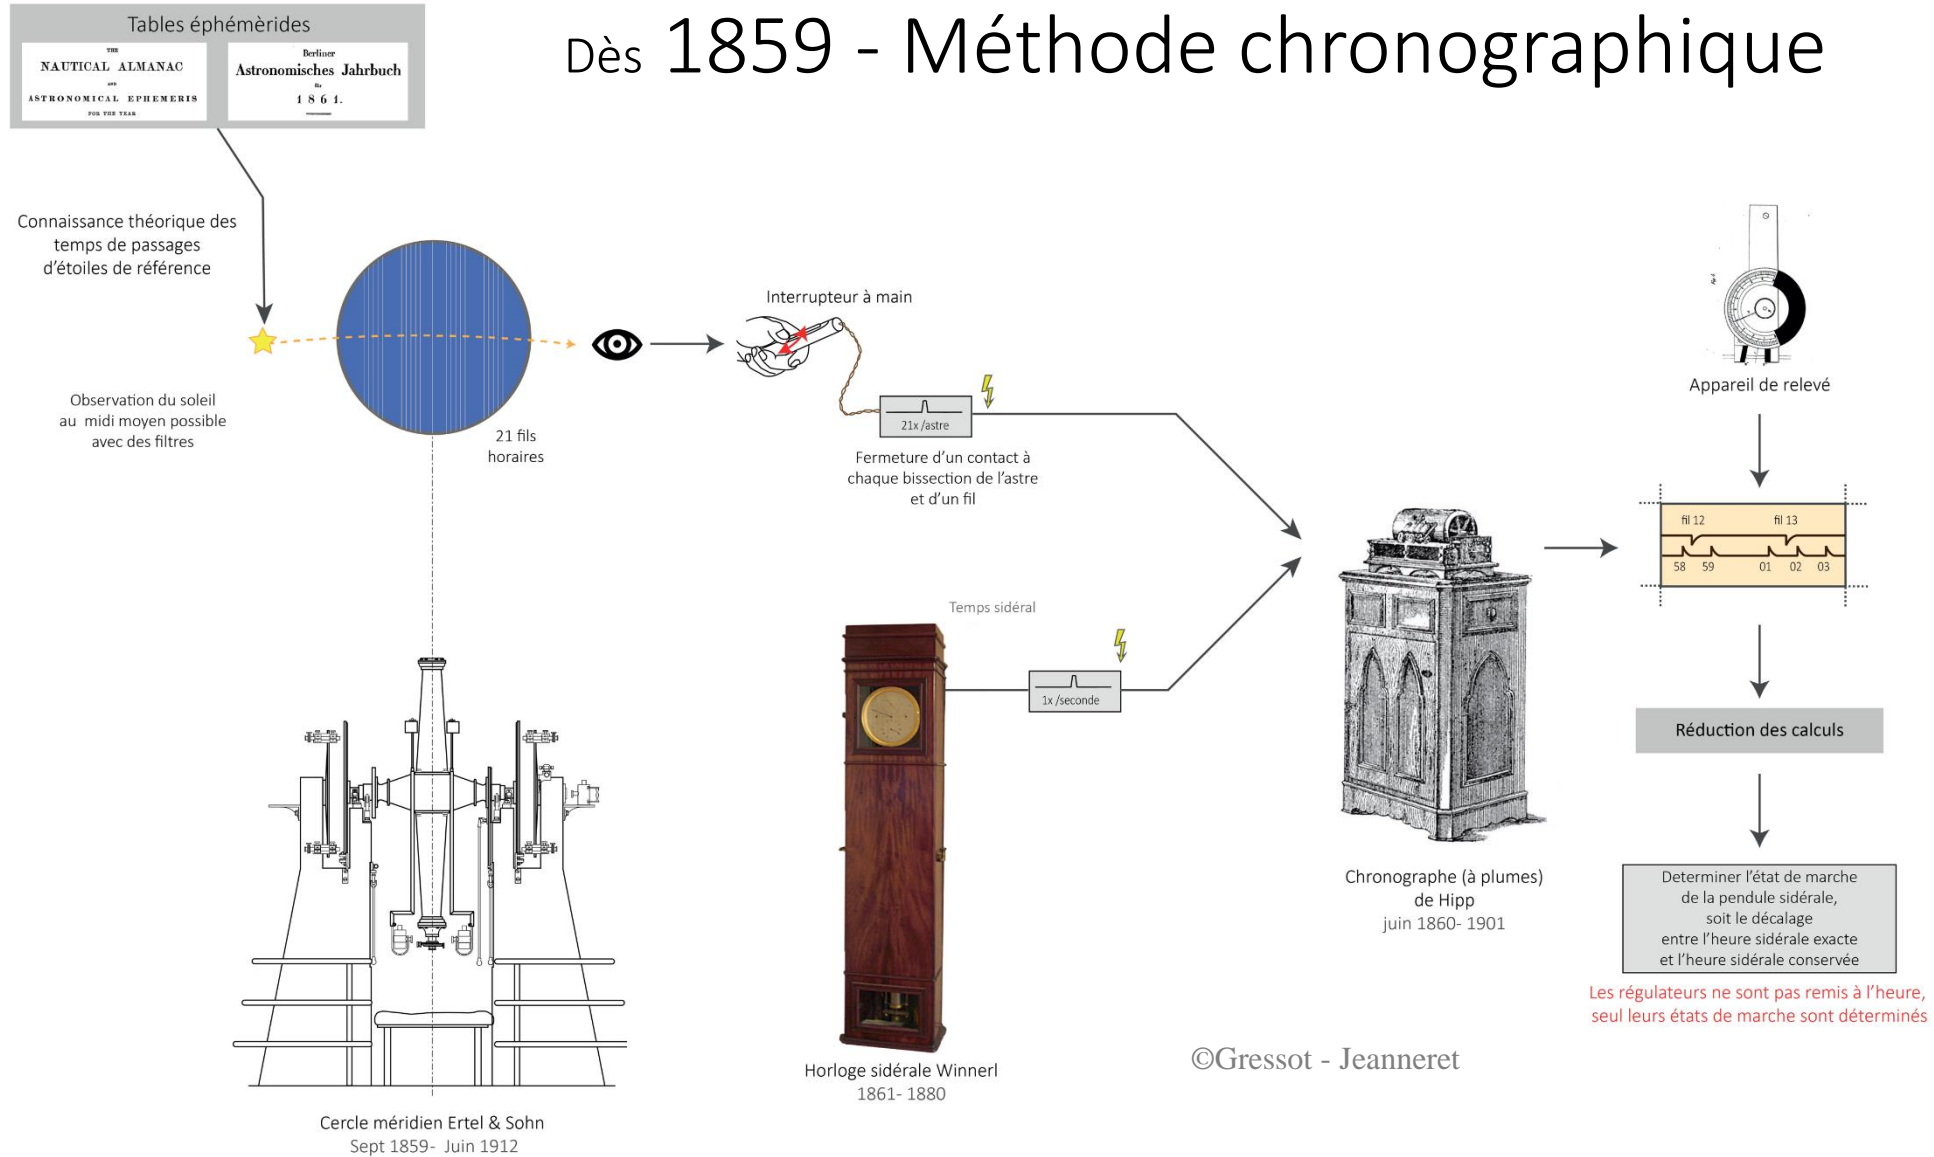 Dès 1859 - Méthode chronographique
Tables éphémèrides
THE
NAUTICAL ALMANAC
AND
ASTRONOMICAL EPHEMERIS
FOR THE YEAR
Berliner
Astronomisches Jahrbuch
für
1861.
Connaissance théorique des
temps de passages
d'étoiles de référence
Observation du soleil
au midi moyen possible
avec des filtres
21 fils
horaires
Interrupteur à main
21x /astre
Fermeture d'un contact à
chaque bissection de l'astre
et d'un fil
Temps sidéral
1x /seconde
Horloge sidérale Winnerl
1861- 1880
Cercle méridien Ertel & Sohn
Sept 1859- Juin 1912
Chronographe (à plumes)
de Hipp
juin 1860- 1901
Appareil de relevé
fil 12 fil 13
58 59 01 02 03
Réduction des calculs
Determiner l'état de marche
de la pendule sidérale,
soit le décalage
entre l'heure sidérale exacte
et l'heure sidérale conservée
Les régulateurs ne sont pas remis à l'heure,
seul leurs états de marche sont déterminés
©Gressot - Jeanneret